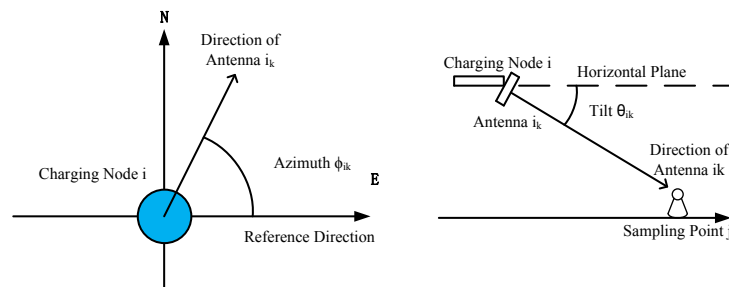 N
Direction of
Antenna i_k
Charging Node i
Azimuth ϕ_ik
E
Reference Direction
Charging Node i
Horizontal Plane
Antenna i_k
Tilt θ_ik
Direction of
Antenna ik
Sampling Point j